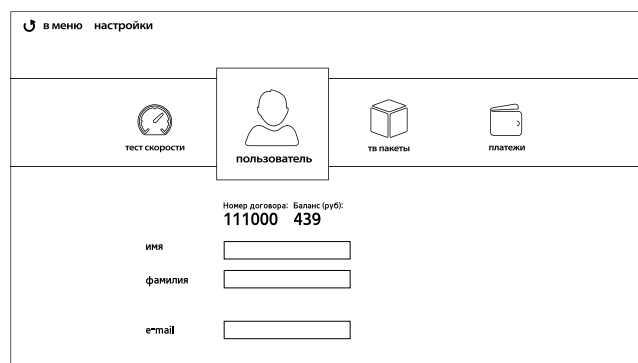 в меню настройки
тест скорости пользователь тв пакеты платежи
Номер договора: Баланс (руб):
111000 439
имя
фамилия
e-mail